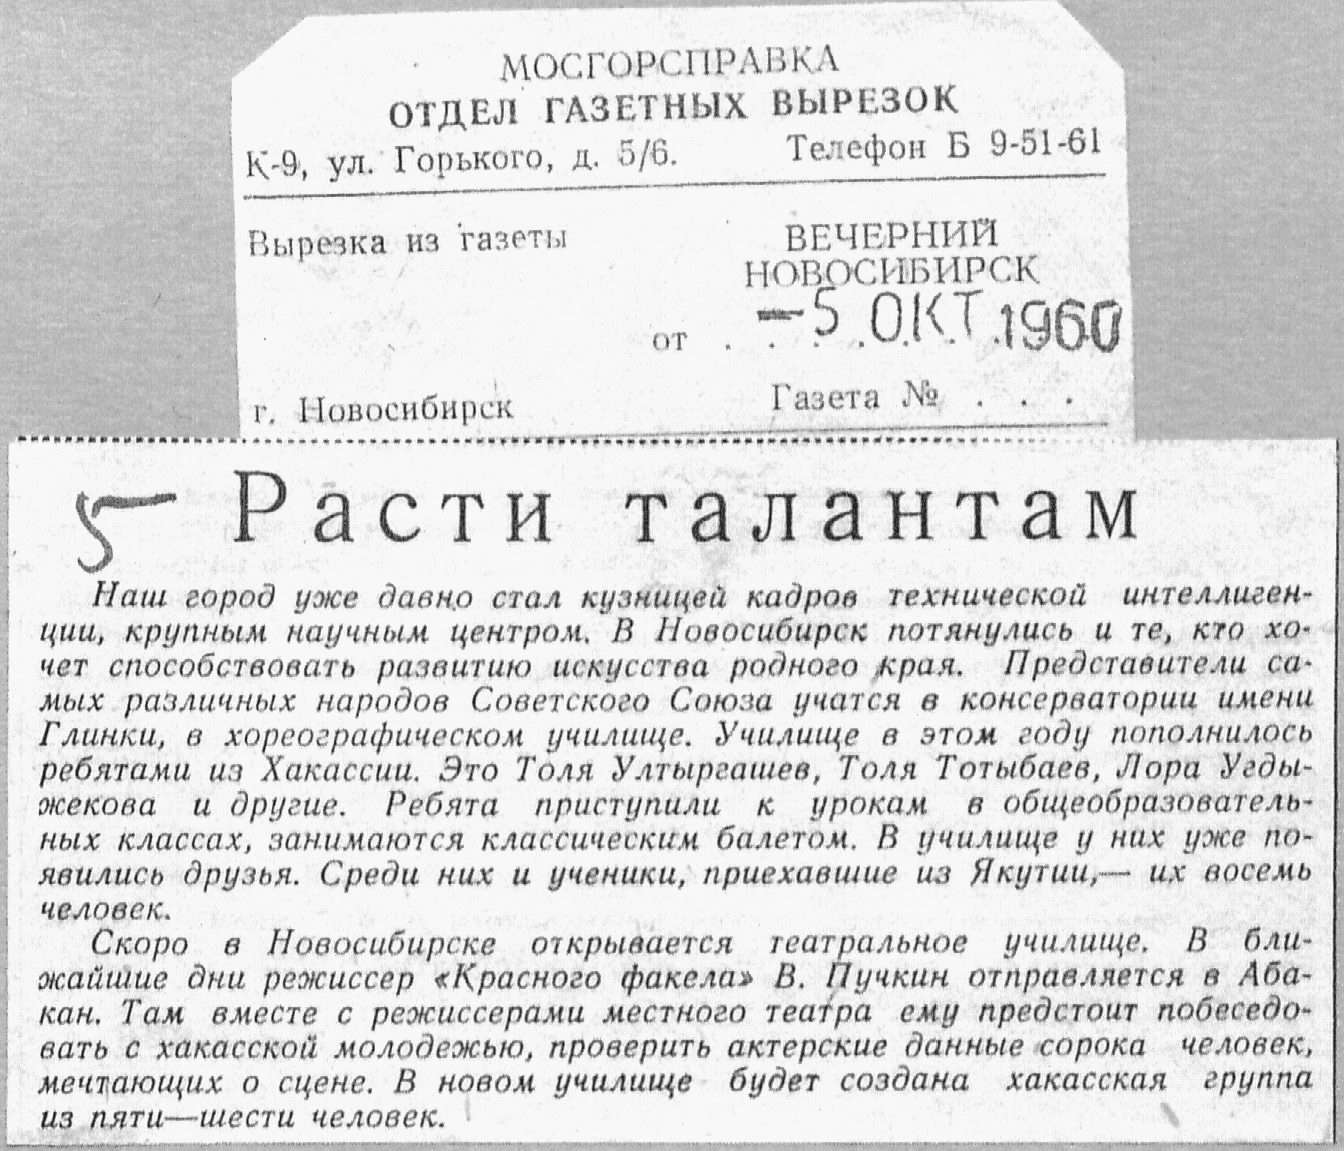 МОСГОРСПРАВКА
ОТДЕЛ ГАЗЕТНЫХ ВЫРЕЗОК
К-9, ул. Горького, д. 5/6. Телефон Б 9-51-61
Вырезка из газеты
ВЕЧЕРНИЙ
НОВОСИБИРСК
от . . . . . . -5 ОКТ 1960
г. Новосибирск Газета № . . .
5 Расти талантам
Наш город уже давно стал кузницей кадров технической интеллиген-
ции, крупным научным центром. В Новосибирск потянулись и те, кто хо-
чет способствовать развитию искусства родного края. Представители са-
мых различных народов Советского Союза учатся в консерватории имени
Глинки, в хореографическом училище. Училище в этом году пополнилось
ребятами из Хакассии. Это Толя Ултыргашев, Толя Тотыбаев, Лора Угды-
жекова и другие. Ребята приступили к урокам в общеобразователь-
ных классах, занимаются классическим балетом. В училище у них уже по-
явились друзья. Среди них и ученики, приехавшие из Якутии,— их восемь
человек.
Скоро в Новосибирске открывается театральное училище. В бли-
жайшие дни режиссер «Красного факела» В. Пучкин отправляется в Аба-
кан. Там вместе с режиссерами местного театра ему предстоит побеседо-
вать с хакасской молодежью, проверить актерские данные сорока человек,
мечтающих о сцене. В новом училище будет создана хакасская группа
из пяти—шести человек.